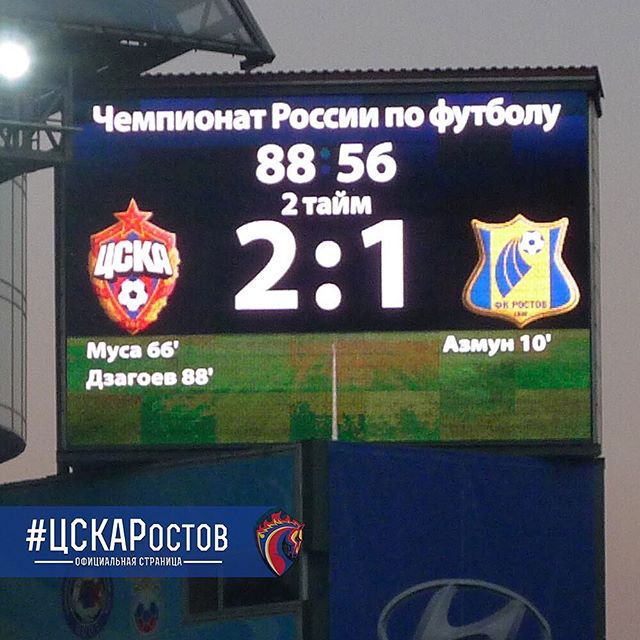 Чемпионат России по футболу
88:56
2 тайм
2:1
ЦСКА
ФК РОСТОВ
Муса 66'
Дзагоев 88'
Азмун 10'
#ЦСКАРостов
ОФИЦИАЛЬНАЯ СТРАНИЦА